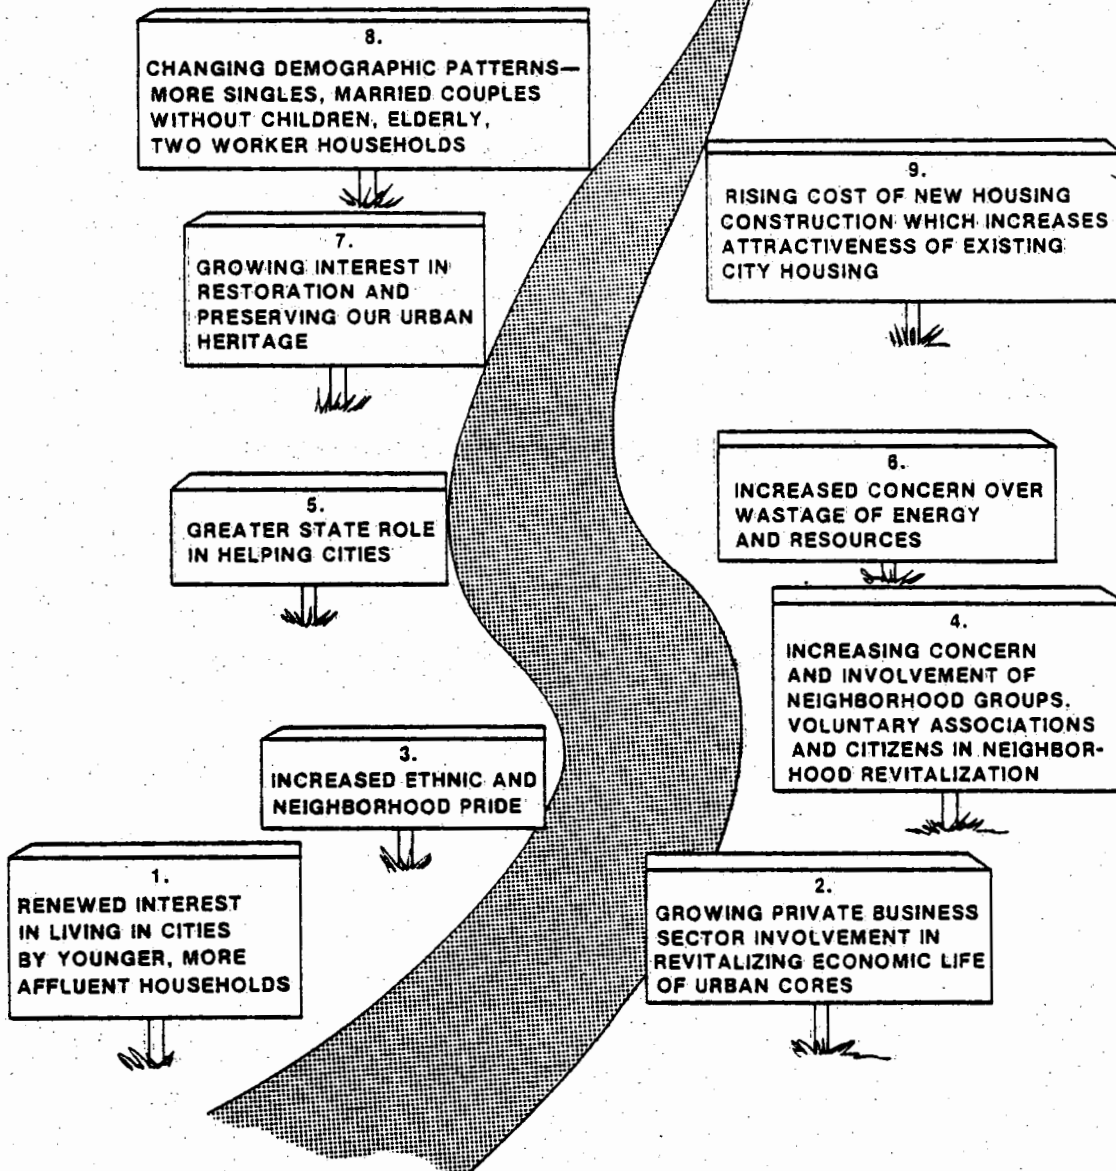 8.
CHANGING DEMOGRAPHIC PATTERNS—
MORE SINGLES, MARRIED COUPLES
WITHOUT CHILDREN, ELDERLY,
TWO WORKER HOUSEHOLDS
9.
RISING COST OF NEW HOUSING
CONSTRUCTION WHICH INCREASES
ATTRACTIVENESS OF EXISTING
CITY HOUSING
7.
GROWING INTEREST IN
RESTORATION AND
PRESERVING OUR URBAN
HERITAGE
6.
INCREASED CONCERN OVER
WASTAGE OF ENERGY
AND RESOURCES
5.
GREATER STATE ROLE
IN HELPING CITIES
4.
INCREASING CONCERN
AND INVOLVEMENT OF
NEIGHBORHOOD GROUPS,
VOLUNTARY ASSOCIATIONS
AND CITIZENS IN NEIGHBOR-
HOOD REVITALIZATION
3.
INCREASED ETHNIC AND
NEIGHBORHOOD PRIDE
1.
RENEWED INTEREST
IN LIVING IN CITIES
BY YOUNGER, MORE
AFFLUENT HOUSEHOLDS
2.
GROWING PRIVATE BUSINESS
SECTOR INVOLVEMENT IN
REVITALIZING ECONOMIC LIFE
OF URBAN CORES